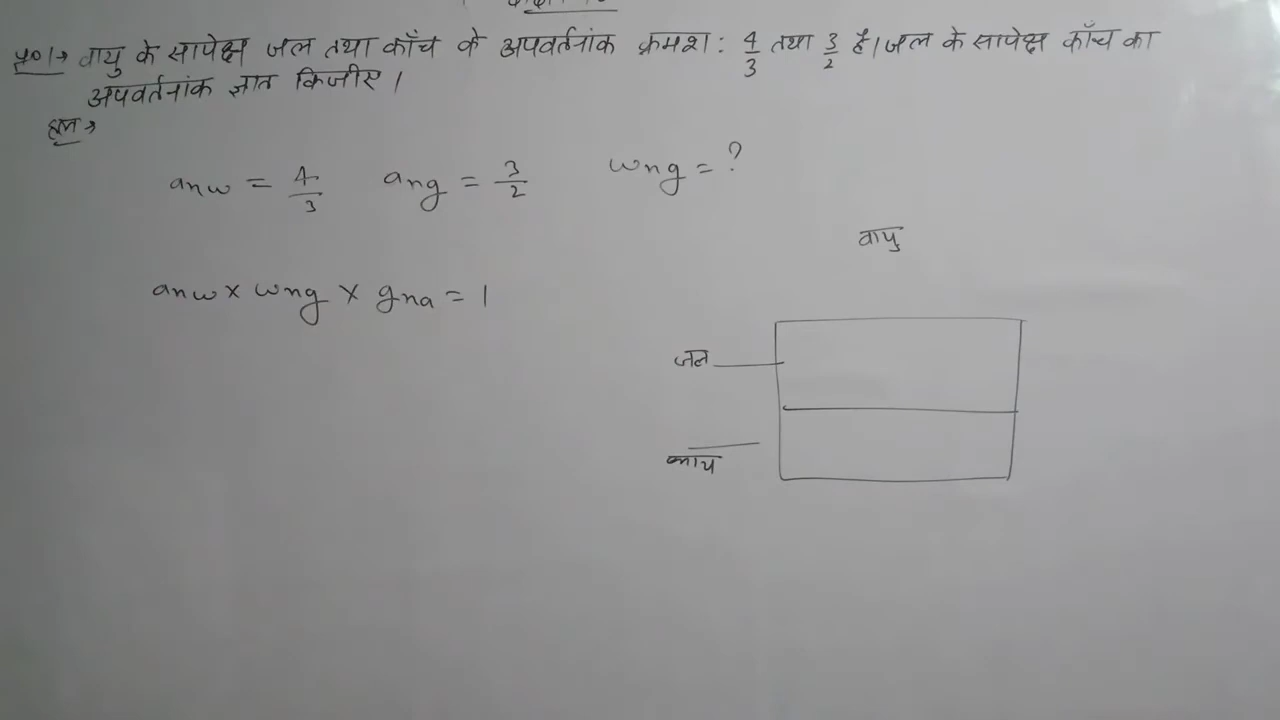 प्र०1→ वायु के सापेक्ष जल तथा काँच के अपवर्तनांक क्रमश: 4/3 तथा 3/2 है। जल के सापेक्ष काँच का
अपवर्तनांक ज्ञात किजीए।
हल→
anw = 4/3 ang = 3/2 wng = ?
वायु
anw × wng × gna = 1
जल